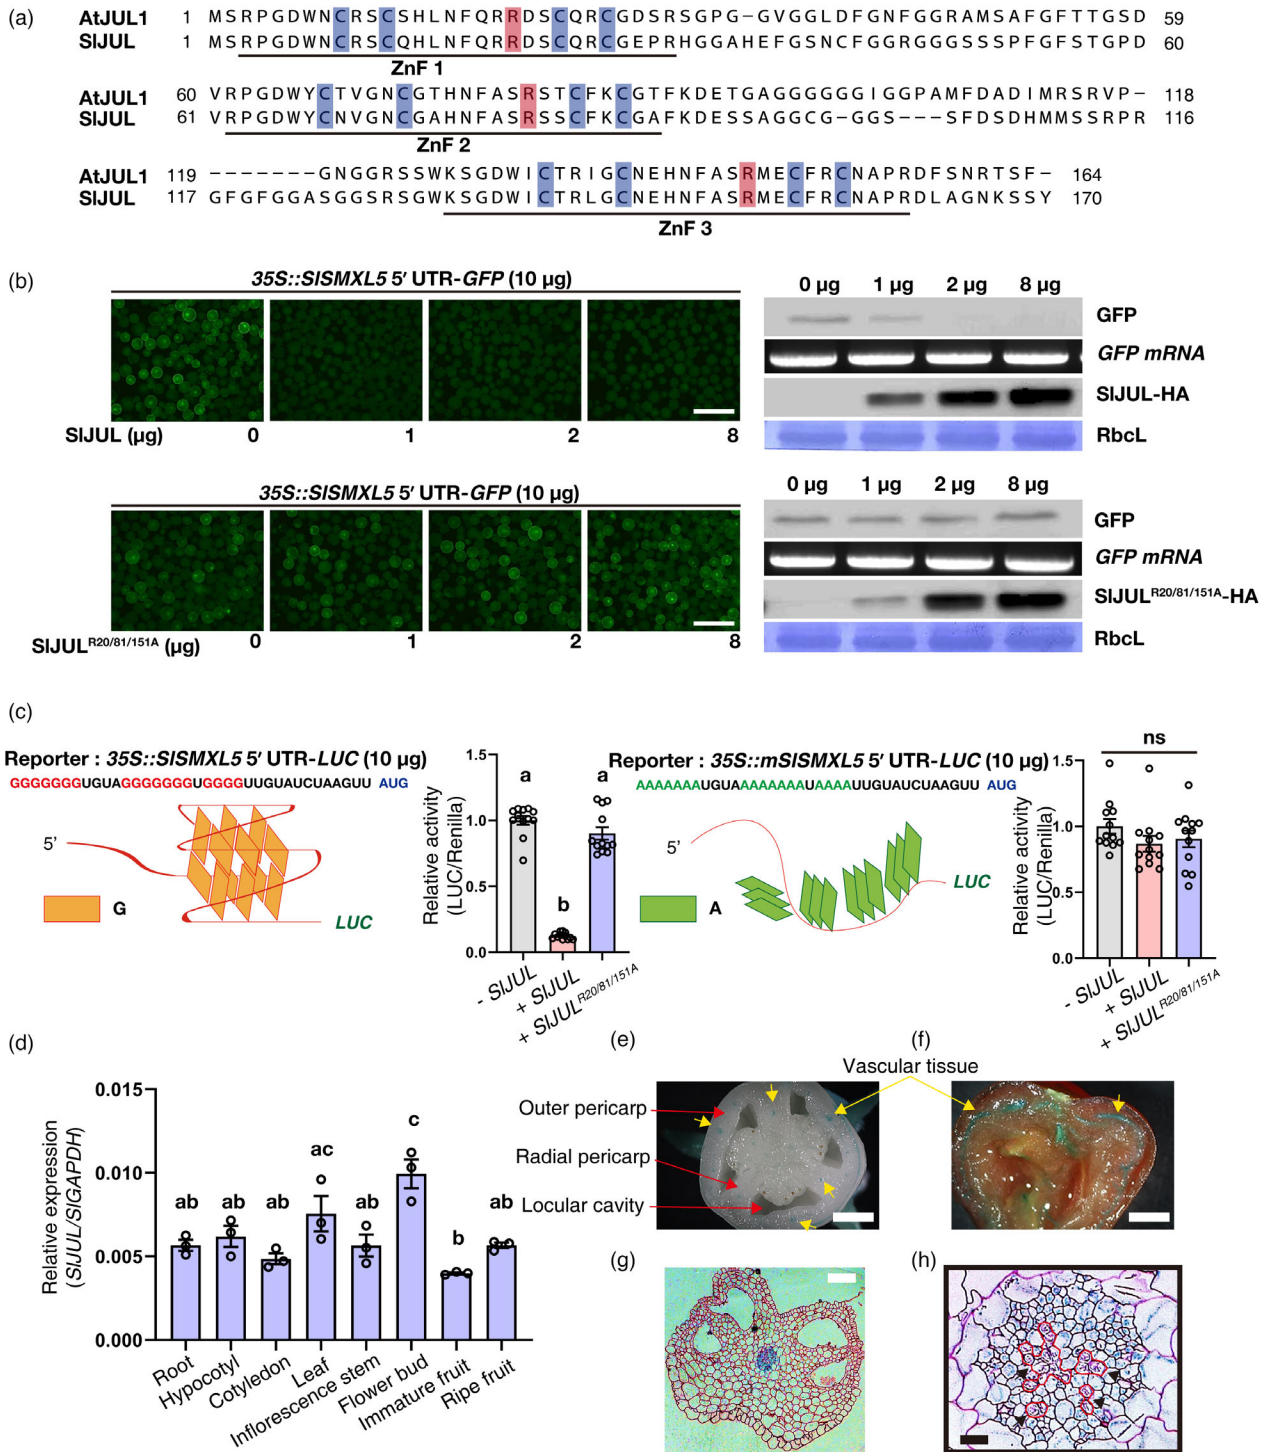 (a)
AtJUL1 1 MSRPGDWNCRSCSHLNFQRRDSCQRCGDSRSGPG-GVGGLDFGNFGGRAMSAFGFTTGSD 59
SlJUL 1 MSRPGDWNCRSCQHLNFQRRDSCQRCGEPRHGGAHEFGSNCFGGRGGGSSSPFGFSTGPD 60
ZnF 1
AtJUL1 60 VRPGDWYCTVGNCGTHNFASRSTCFKCGTFKDETGAGGGGGGIGGPAMFDADIMRSRVP- 118
SlJUL 61 VRPGDWYCNVGNCGAHNFASRSSCFKCGAFKDESSAGGCG-GGS---SFDSDHMMSSRPR 116
ZnF 2
AtJUL1 119 -------GNGGRSSWKSGDWICTRIGCNEHNFASRMECFRCNAPRDFSNRTSF- 164
SlJUL 117 GFGFGGASGGSRSGWKSGDWICTRLGCNEHNFASRMECFRCNAPRDLAGNKSSY 170
ZnF 3
(b)
35S::SlSMXL5 5′ UTR-GFP (10 µg)
SlJUL (µg) 0 1 2 8
0 µg 1 µg 2 µg 8 µg
GFP
GFP mRNA
SlJUL-HA
RbcL
35S::SlSMXL5 5′ UTR-GFP (10 µg)
SlJULR20/81/151A (µg) 0 1 2 8
0 µg 1 µg 2 µg 8 µg
GFP
GFP mRNA
SlJULR20/81/151A-HA
RbcL
(c)
Reporter : 35S::SlSMXL5 5′ UTR-LUC (10 µg)
GGGGGGGUGUAGGGGGGGUGGGGUUGUAUCUAAGUU AUG
5′
G
LUC
Relative activity
(LUC/Renilla)
1.5
1.0
0.5
0.0
a
b
a
- SlJUL
+ SlJUL
+ SlJULR20/81/151A
Reporter : 35S::mSlSMXL5 5′ UTR-LUC (10 µg)
AAAAAAAUGUAAAAAAAAUAAAAUUGUAUCUAAGUU AUG
5′
A
LUC
Relative activity
(LUC/Renilla)
1.5
1.0
0.5
0.0
ns
- SlJUL
+ SlJUL
+ SlJULR20/81/151A
(d)
Relative expression
(SlJUL/SlGAPDH)
0.015
0.010
0.005
0.000
ab ab ab ac ab c b ab
Root
Hypocotyl
Cotyledon
Leaf
Inflorescence stem
Flower bud
Immature fruit
Ripe fruit
(e)
(f)
Vascular tissue
Outer pericarp
Radial pericarp
Locular cavity
(g)
(h)